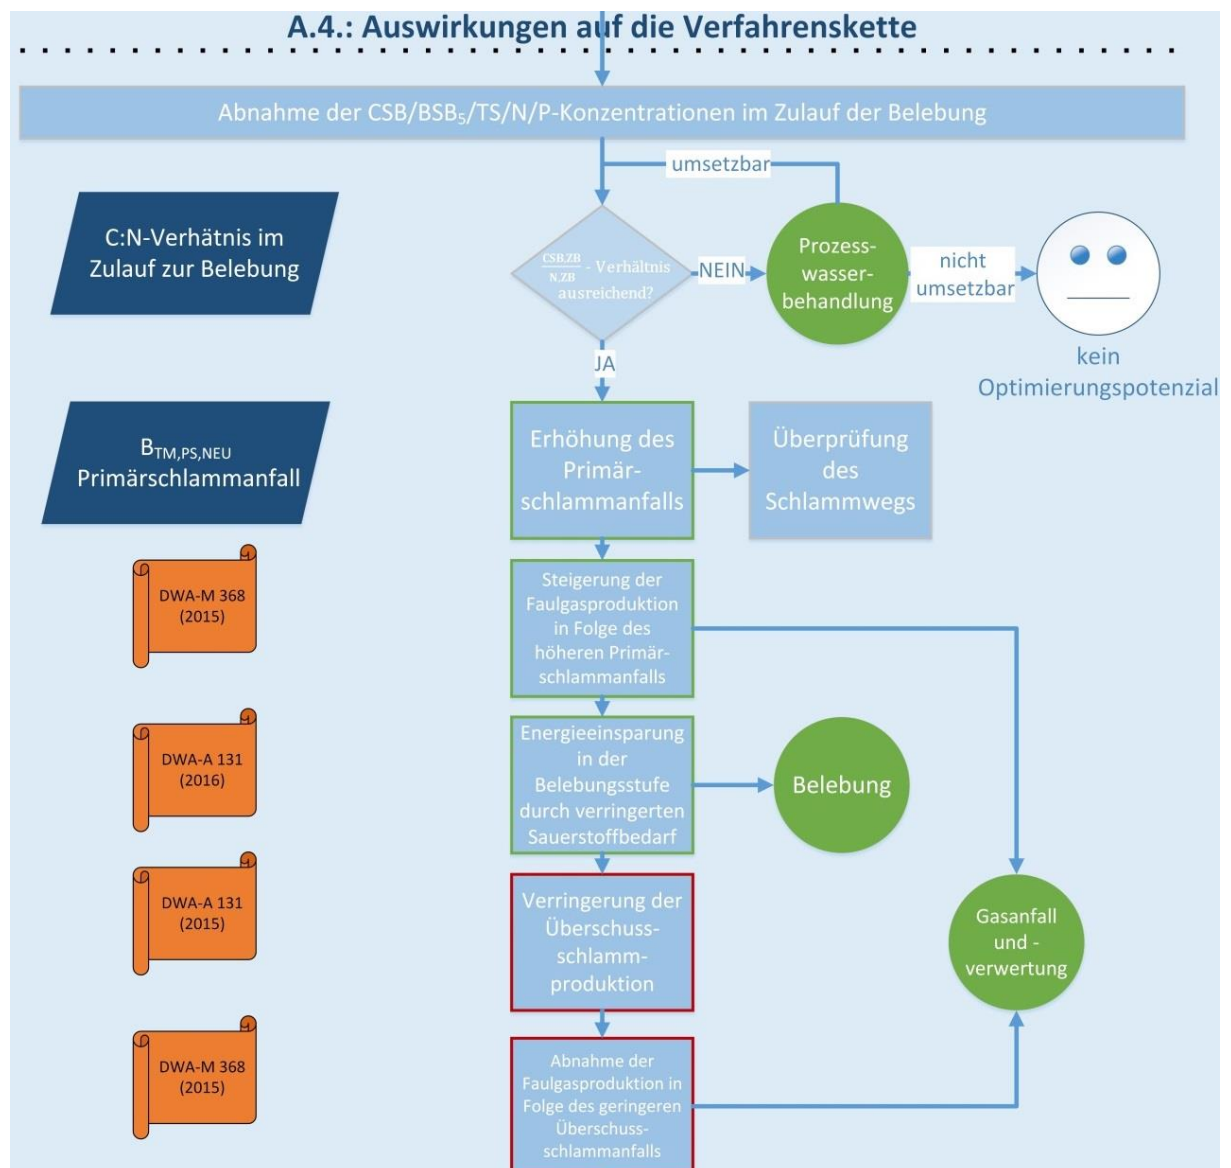 A.4.: Auswirkungen auf die Verfahrenskette
Abnahme der CSB/BSB₅/TS/N/P-Konzentrationen im Zulauf der Belebung
umsetzbar
C:N-Verhätnis im
Zulauf zur Belebung
CSB,ZB
N,ZB
- Verhältnis
ausreichend?
NEIN
Prozess-
wasser-
behandlung
nicht
umsetzbar
kein
Optimierungspotenzial
JA
B_TM,PS,NEU
Primärschlammanfall
Erhöhung des
Primär-
schlammanfalls
Überprüfung
des
Schlammwegs
DWA-M 368
(2015)
Steigerung der
Faulgasproduktion
in Folge des
höheren Primär-
schlammanfalls
DWA-A 131
(2016)
Energieeinsparung
in der
Belebungsstufe
durch verringerten
Sauerstoffbedarf
Belebung
DWA-A 131
(2015)
Verringerung der
Überschuss-
schlamm-
produktion
Gasanfall
und -
verwertung
DWA-M 368
(2015)
Abnahme der
Faulgasproduktion in
Folge des geringeren
Überschuss-
schlammanfalls